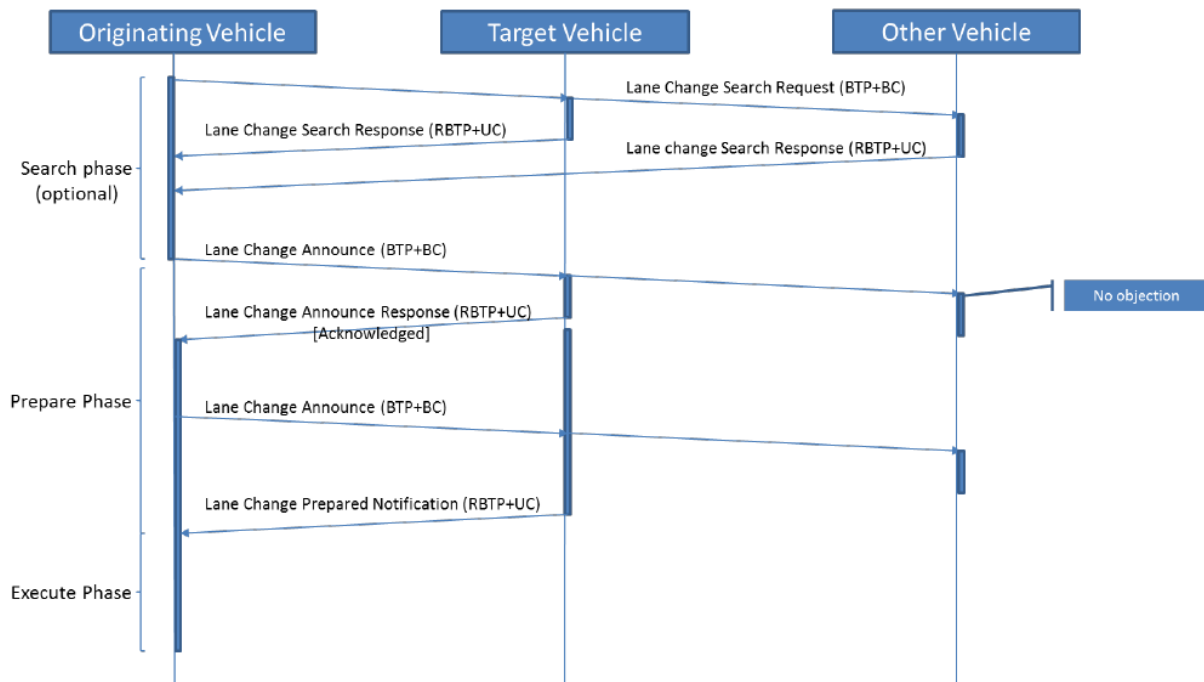 Originating Vehicle
Target Vehicle
Other Vehicle
Lane Change Search Request (BTP+BC)
Lane Change Search Response (RBTP+UC)
Lane change Search Response (RBTP+UC)
Search phase
(optional)
Lane Change Announce (BTP+BC)
No objection
Lane Change Announce Response (RBTP+UC)
[Acknowledged]
Prepare Phase
Lane Change Announce (BTP+BC)
Lane Change Prepared Notification (RBTP+UC)
Execute Phase